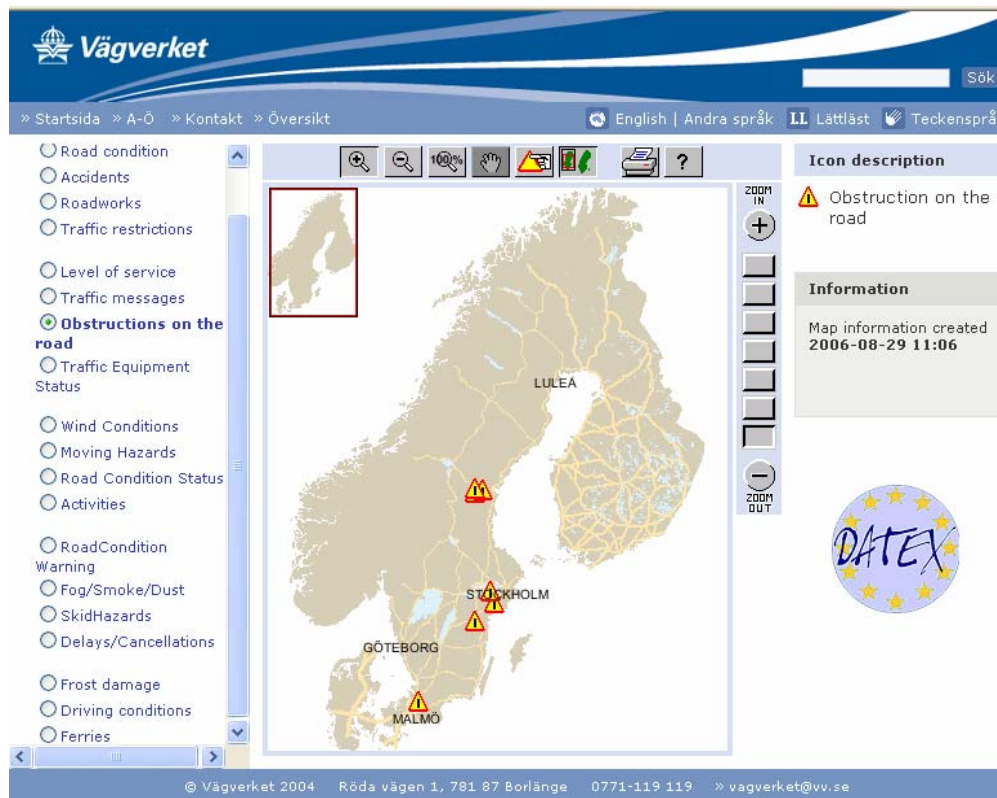 Vägverket
Sök
» Startsida » A-Ö » Kontakt » Översikt
English | Andra språk LL Lättläst Teckensprå
Road condition
Accidents
Roadworks
Traffic restrictions
Level of service
Traffic messages
Obstructions on the
road
Traffic Equipment
Status
Wind Conditions
Moving Hazards
Road Condition Status
Activities
RoadCondition
Warning
Fog/Smoke/Dust
SkidHazards
Delays/Cancellations
Frost damage
Driving conditions
Ferries
100%
?
LULEÅ
STOCKHOLM
GÖTEBORG
MALMÖ
ZOOM
IN
ZOOM
OUT
Icon description
Obstruction on the
road
Information
Map information created
2006-08-29 11:06
DATEX
© Vägverket 2004 Röda vägen 1, 781 87 Borlänge 0771-119 119 » vagverket@vv.se